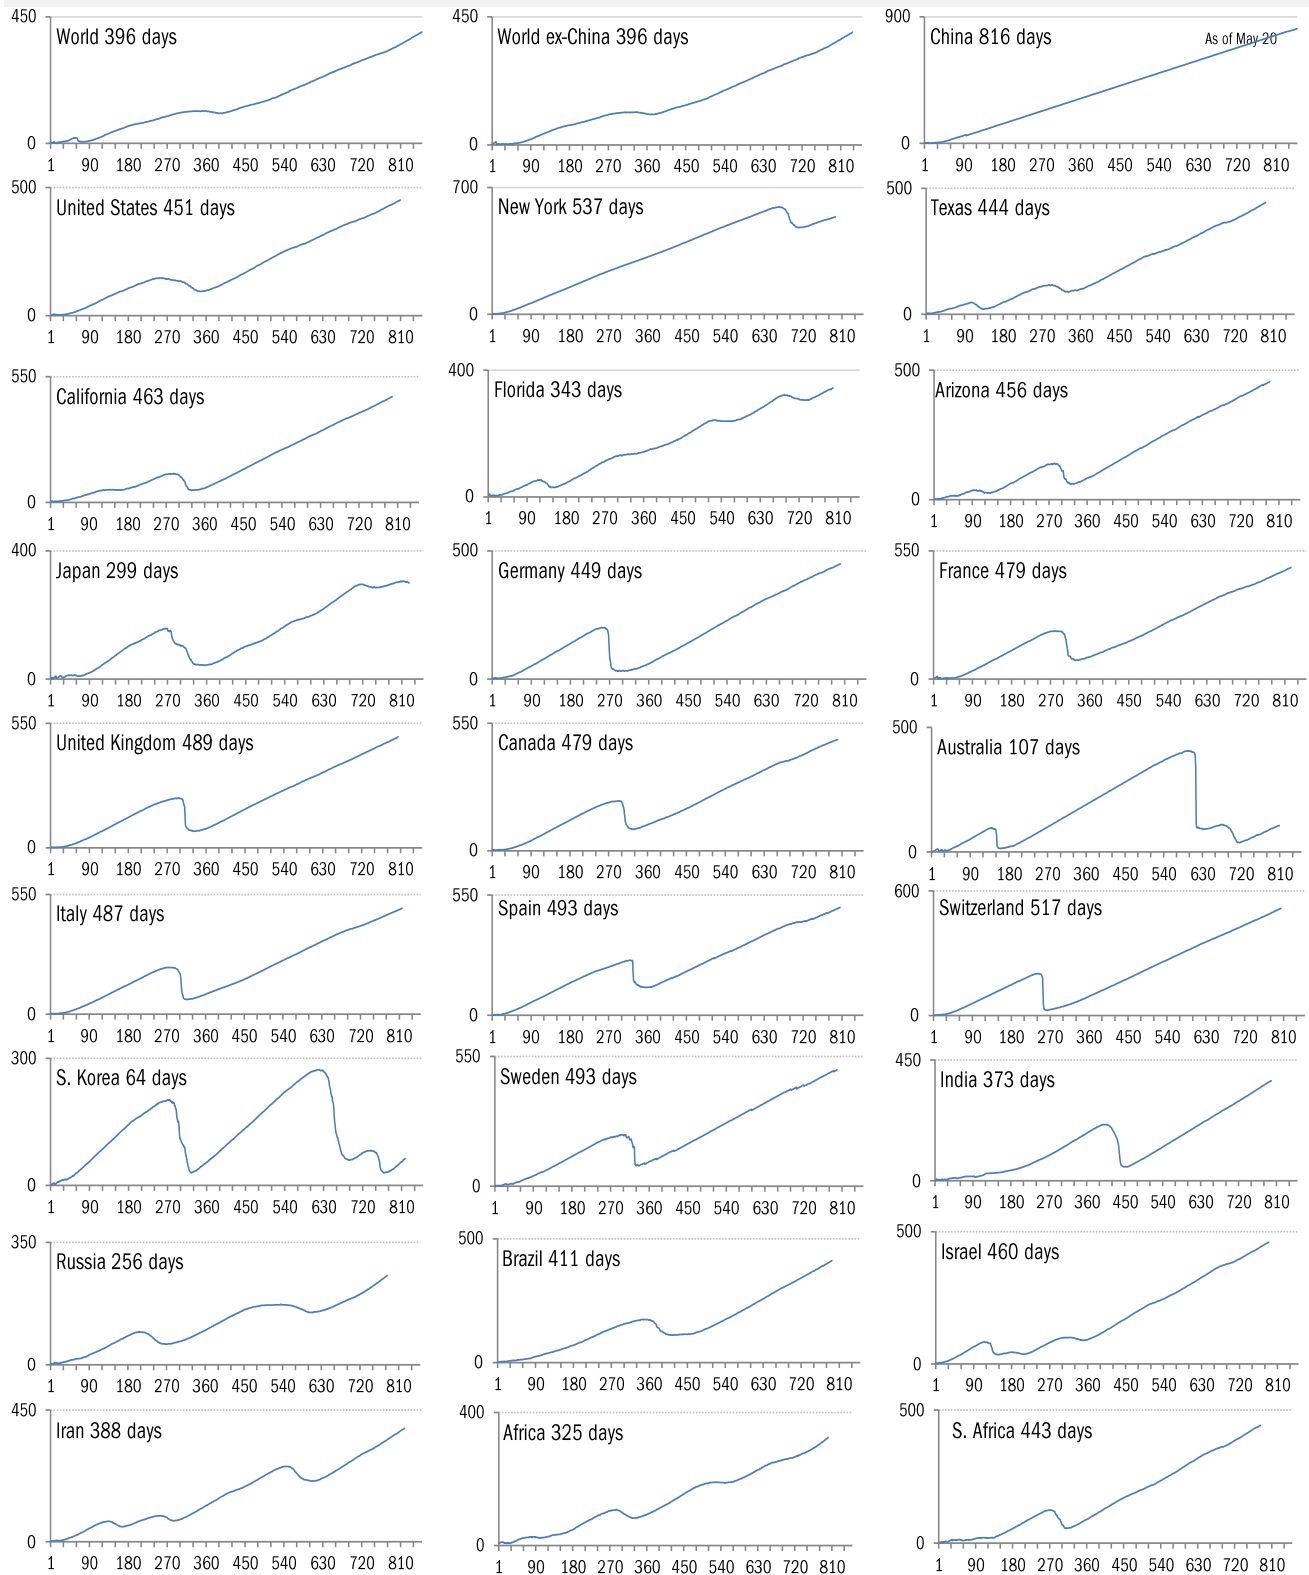 450 450 900
World 396 days World ex-China 396 days China 816 days
As of May 20
0 0 0
1 90 180 270 360 450 540 630 720 810 1 90 180 270 360 450 540 630 720 810 1 90 180 270 360 450 540 630 720 810
500 700 500
United States 451 days New York 537 days Texas 444 days
0 0 0
1 90 180 270 360 450 540 630 720 810 1 90 180 270 360 450 540 630 720 810 1 90 180 270 360 450 540 630 720 810
550 400 500
California 463 days Florida 343 days Arizona 456 days
0 0 0
1 90 180 270 360 450 540 630 720 810 1 90 180 270 360 450 540 630 720 810 1 90 180 270 360 450 540 630 720 810
400 500 550
Japan 299 days Germany 449 days France 479 days
0 0 0
1 90 180 270 360 450 540 630 720 810 1 90 180 270 360 450 540 630 720 810 1 90 180 270 360 450 540 630 720 810
550 550 500
United Kingdom 489 days Canada 479 days Australia 107 days
0 0 0
1 90 180 270 360 450 540 630 720 810 1 90 180 270 360 450 540 630 720 810 1 90 180 270 360 450 540 630 720 810
550 550 600
Italy 487 days Spain 493 days Switzerland 517 days
0 0 0
1 90 180 270 360 450 540 630 720 810 1 90 180 270 360 450 540 630 720 810 1 90 180 270 360 450 540 630 720 810
300 550 450
S. Korea 64 days Sweden 493 days India 373 days
0 0 0
1 90 180 270 360 450 540 630 720 810 1 90 180 270 360 450 540 630 720 810 1 90 180 270 360 450 540 630 720 810
350 500 500
Russia 256 days Brazil 411 days Israel 460 days
0 0 0
1 90 180 270 360 450 540 630 720 810 1 90 180 270 360 450 540 630 720 810 1 90 180 270 360 450 540 630 720 810
450 400 500
Iran 388 days Africa 325 days S. Africa 443 days
0 0 0
1 90 180 270 360 450 540 630 720 810 1 90 180 270 360 450 540 630 720 810 1 90 180 270 360 450 540 630 720 810